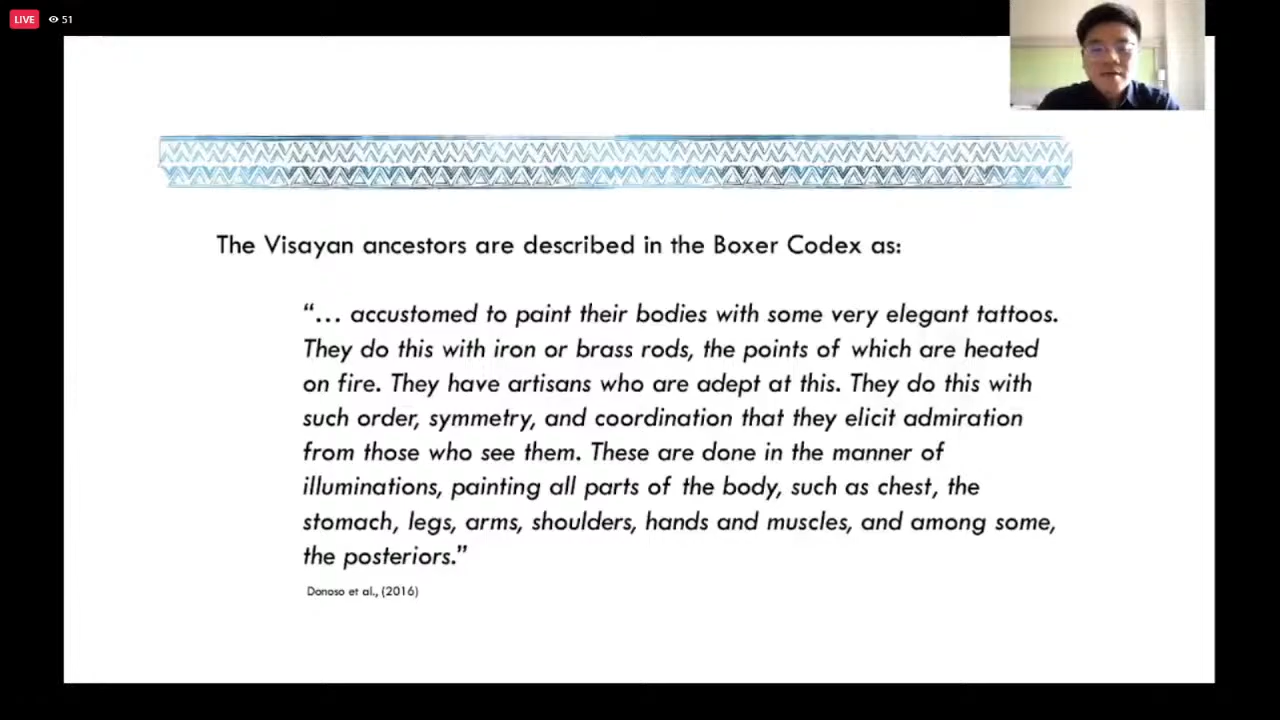 LIVE 51
The Visayan ancestors are described in the Boxer Codex as:
“… accustomed to paint their bodies with some very elegant tattoos.
They do this with iron or brass rods, the points of which are heated
on fire. They have artisans who are adept at this. They do this with
such order, symmetry, and coordination that they elicit admiration
from those who see them. These are done in the manner of
illuminations, painting all parts of the body, such as chest, the
stomach, legs, arms, shoulders, hands and muscles, and among some,
the posteriors.”
Donoso et al., (2016)